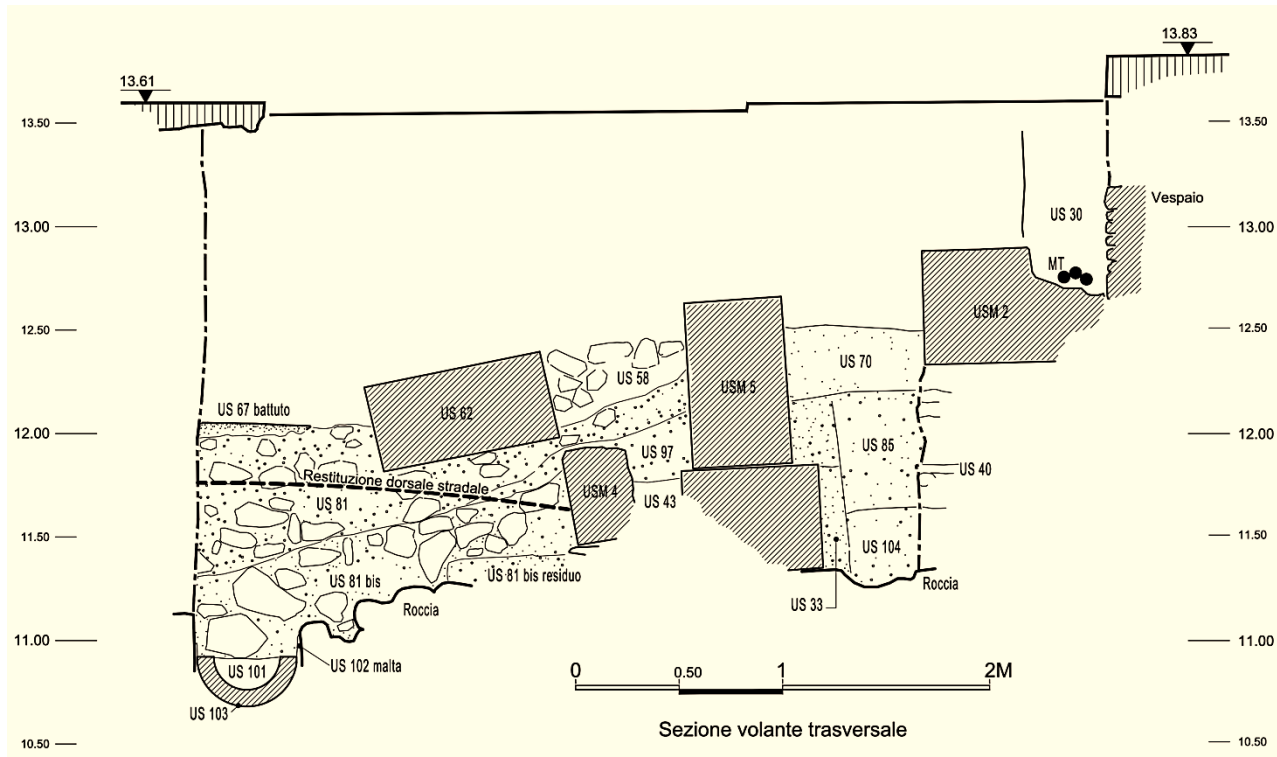 13.83
13.61
13.50
13.50
Vespaio
US 30
13.00
13.00
MT
USM 2
12.50
12.50
US 70
US 58
USM 5
US 62
US 67 battuto
12.00
12.00
US 85
US 97
US 40
Restituzione dorsale stradale
USM 4
US 43
US 81
11.50
11.50
US 104
US 81 bis
US 81 bis residuo
Roccia
Roccia
US 33
11.00
11.00
US 102 malta
US 101
0
0.50
1
2M
US 103
Sezione volante trasversale
10.50
10.50